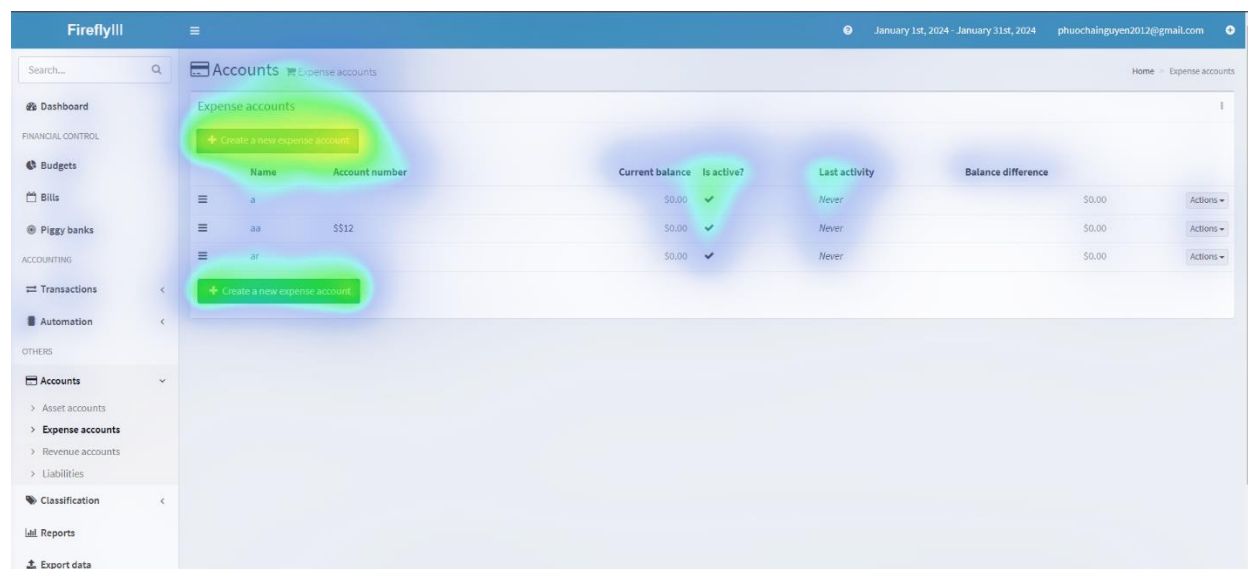 FireflyIII
January 1st, 2024 - January 31st, 2024 phuochainguyen2012@gmail.com
Search...
Accounts Expense accounts
Home > Expense accounts
Dashboard
FINANCIAL CONTROL
Budgets
Bills
Piggy banks
ACCOUNTING
Transactions
Automation
OTHERS
Accounts
> Asset accounts
> Expense accounts
> Revenue accounts
> Liabilities
Classification
Reports
Export data
Expense accounts
+ Create a new expense account
Name Account number Current balance Is active? Last activity Balance difference
a $0.00 ✔ Never $0.00 Actions
aa $$12 $0.00 ✔ Never $0.00 Actions
ar $0.00 ✔ Never $0.00 Actions
+ Create a new expense account